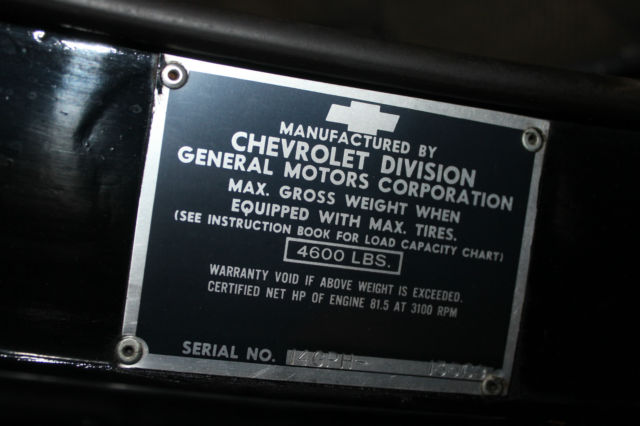 MANUFACTURED BY
CHEVROLET DIVISION
GENERAL MOTORS CORPORATION
MAX. GROSS WEIGHT WHEN
EQUIPPED WITH MAX. TIRES.
(SEE INSTRUCTION BOOK FOR LOAD CAPACITY CHART)
4600 LBS.
WARRANTY VOID IF ABOVE WEIGHT IS EXCEEDED.
CERTIFIED NET HP OF ENGINE 81.5 AT 3100 RPM
SERIAL NO.